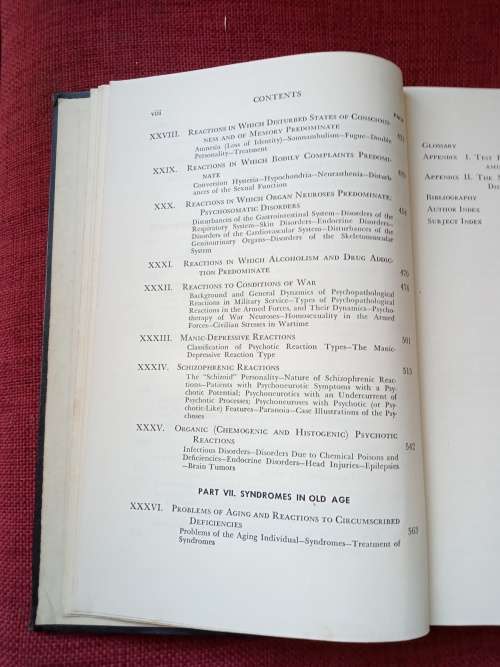 CONTENTS
viii
XXVIII. REACTIONS IN WHICH DISTURBED STATES OF CONSCIOUS-
NESS AND OF MEMORY PREDOMINATE
Amnesia (Loss of Identity)—Somnambulism—Fugue—Double
Personality—Treatment
XXIX. REACTIONS IN WHICH BODILY COMPLAINTS PREDOMI-
NATE
Conversion Hysteria—Hypochondria—Neurasthenia—Disturb-
ances of the Sexual Function
XXX. REACTIONS IN WHICH ORGAN NEUROSES PREDOMINATE,
PSYCHOSOMATIC DISORDERS
Disturbances of the Gastrointestinal System—Disorders of the
Respiratory System—Skin Disorders—Endocrine Disorders—
Disorders of the Cardiovascular System—Disturbances of the
Genitourinary Organs—Disorders of the Skeletomuscular
System
XXXI. REACTIONS IN WHICH ALCOHOLISM AND DRUG ADDIC-
TION PREDOMINATE 470
XXXII. REACTIONS TO CONDITIONS OF WAR 478
Background and General Dynamics of Psychopathological
Reactions in Military Service—Types of Psychopathological
Reactions in the Armed Forces, and Their Dynamics—Psycho-
therapy of War Neuroses—Homosexuality in the Armed
Forces—Civilian Stresses in Wartime
XXXIII. MANIC-DEPRESSIVE REACTIONS 501
Classification of Psychotic Reaction Types—The Manic-
Depressive Reaction Type
XXXIV. SCHIZOPHRENIC REACTIONS 513
The "Schizoid" Personality—Nature of Schizophrenic Reac-
tions—Patients with Psychoneurotic Symptoms with a Psy-
chotic Potential; Psychoneurotics with an Undercurrent of
Psychotic Processes; Psychoneuroses with Psychotic (or Psy-
chotic-Like) Features—Paranoia—Case Illustrations of the Psy-
choses
XXXV. ORGANIC (CHEMOGENIC AND HISTOGENIC) PSYCHOTIC
REACTIONS 542
Infectious Disorders—Disorders Due to Chemical Poisons and
Deficiencies—Endocrine Disorders—Head Injuries—Epilepsies
—Brain Tumors
PART VII. SYNDROMES IN OLD AGE
XXXVI. PROBLEMS OF AGING AND REACTIONS TO CIRCUMSCRIBED
DEFICIENCIES 563
Problems of the Aging Individual—Syndromes—Treatment of
Syndromes
GLOSSARY
APPENDIX I. TEST
APPENDIX II. THE
BIBLIOGRAPHY
AUTHOR INDEX
SUBJECT INDEX